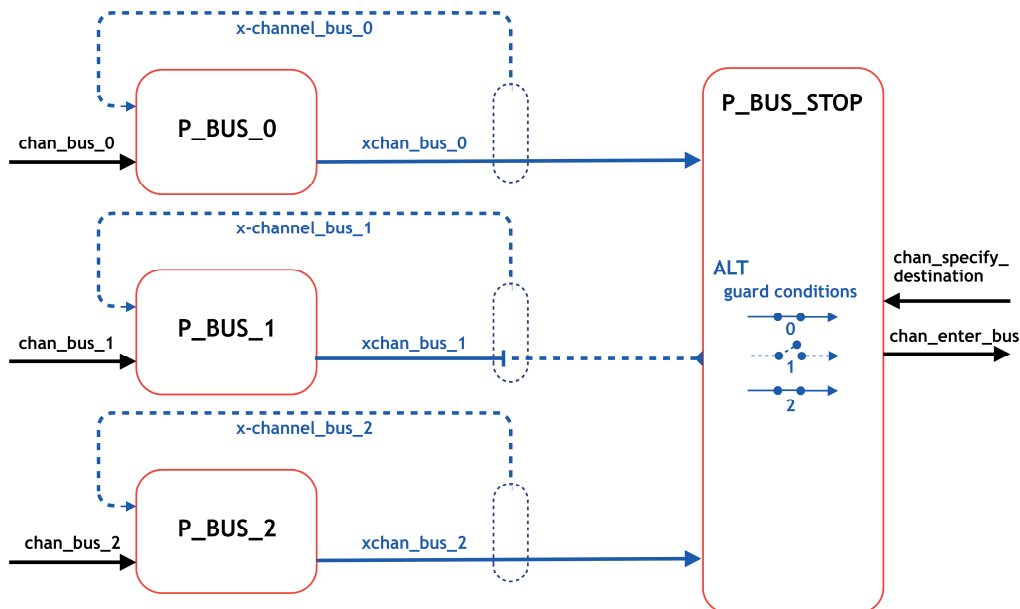 x-channel_bus_0
P_BUS_0
chan_bus_0
xchan_bus_0
P_BUS_STOP
x-channel_bus_1
P_BUS_1
chan_bus_1
xchan_bus_1
ALT
guard conditions
0
1
2
chan_specify_
destination
chan_enter_bus
x-channel_bus_2
P_BUS_2
chan_bus_2
xchan_bus_2